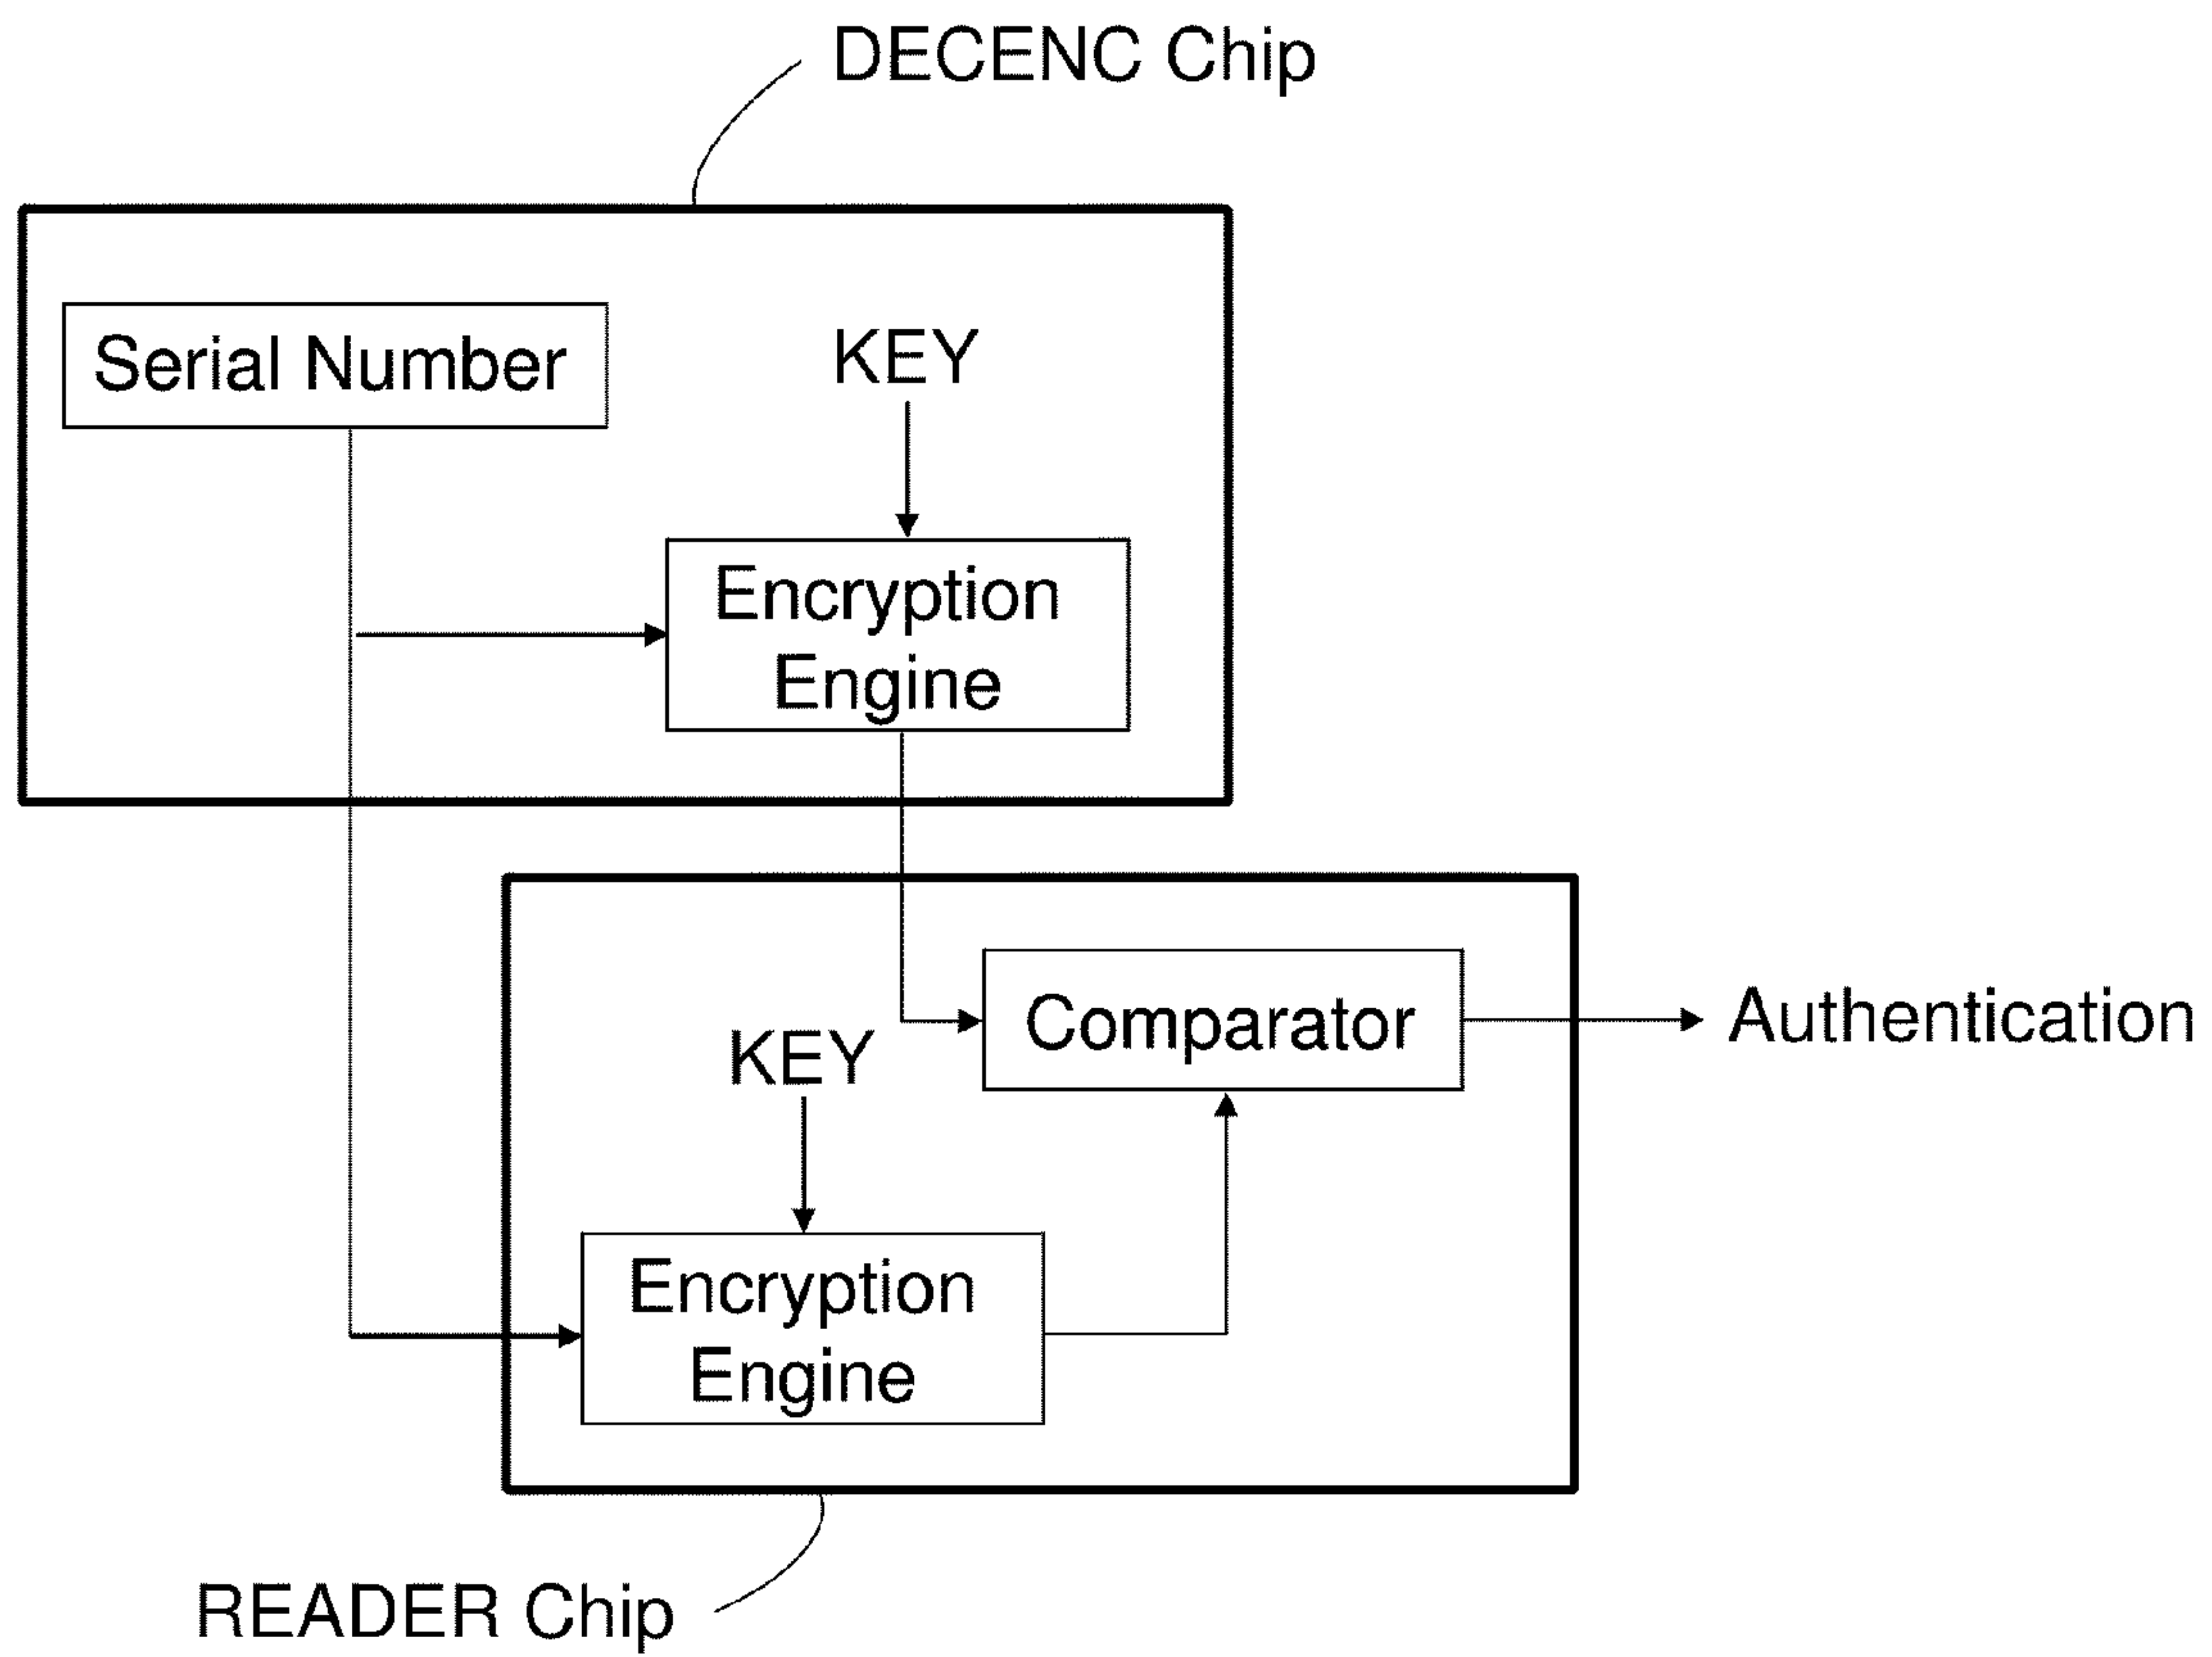 DECENC Chip
Serial Number
KEY
Encryption
Engine
Comparator
Authentication
KEY
Encryption
Engine
READER Chip